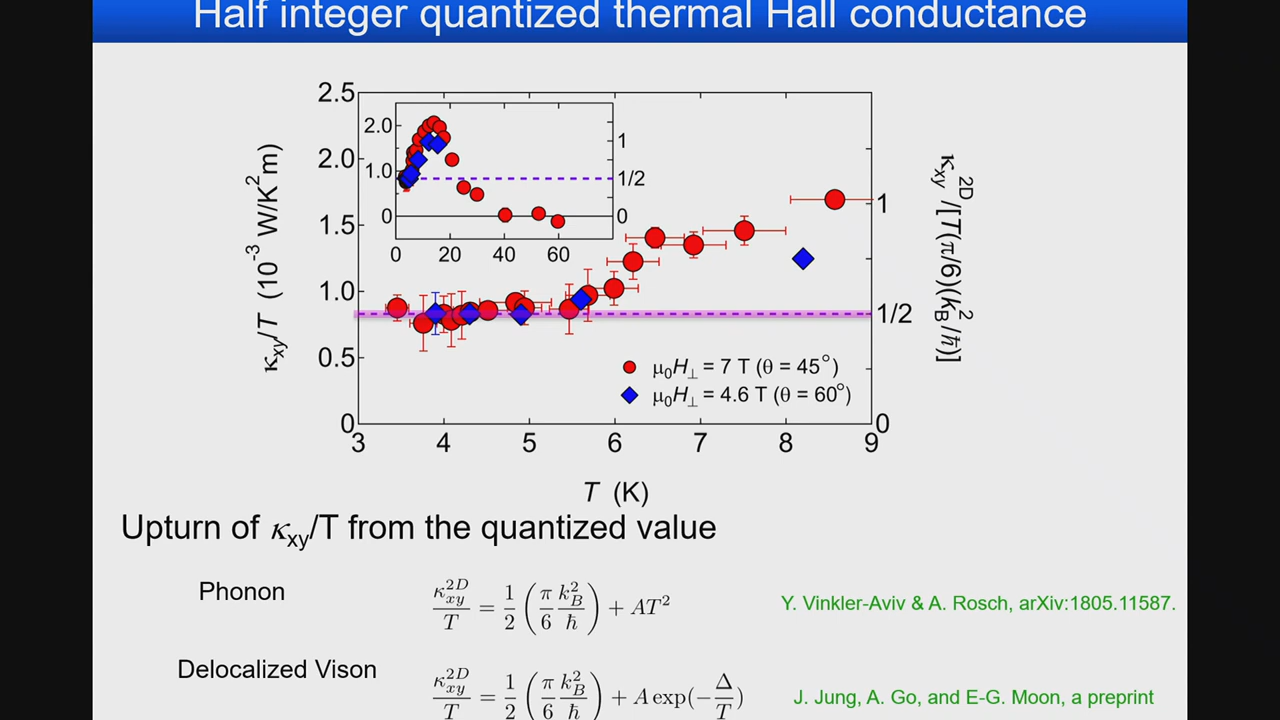 Half integer quantized thermal Hall conductance
2.5
2.0
1.5
1.0
0.5
0
κxy/T (10⁻³ W/K²m)
2.0
1.0
0
1
1/2
0
0 20 40 60
1
1/2
0
κxy²ᴰ/[T(π/6)(kB²/ℏ)]
μ₀H⊥ = 7 T (θ = 45°)
μ₀H⊥ = 4.6 T (θ = 60°)
3 4 5 6 7 8 9
T (K)
Upturn of κxy/T from the quantized value
Phonon
κxy²ᴰ/T = 1/2 (π/6 kB²/ℏ) + AT²
Y. Vinkler-Aviv & A. Rosch, arXiv:1805.11587.
Delocalized Vison
κxy²ᴰ/T = 1/2 (π/6 kB²/ℏ) + A exp(−Δ/T)
J. Jung, A. Go, and E-G. Moon, a preprint